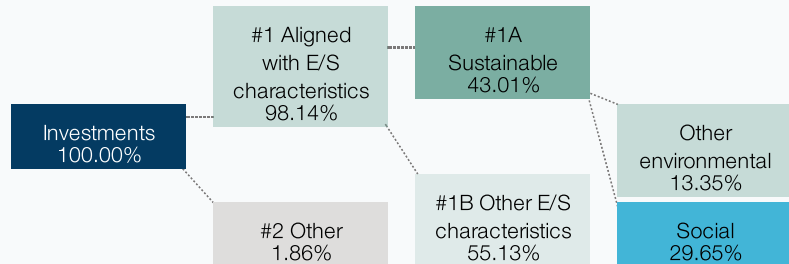 Investments
100.00%
#1 Aligned
with E/S
characteristics
98.14%
#2 Other
1.86%
#1A
Sustainable
43.01%
#1B Other E/S
characteristics
55.13%
Other
environmental
13.35%
Social
29.65%